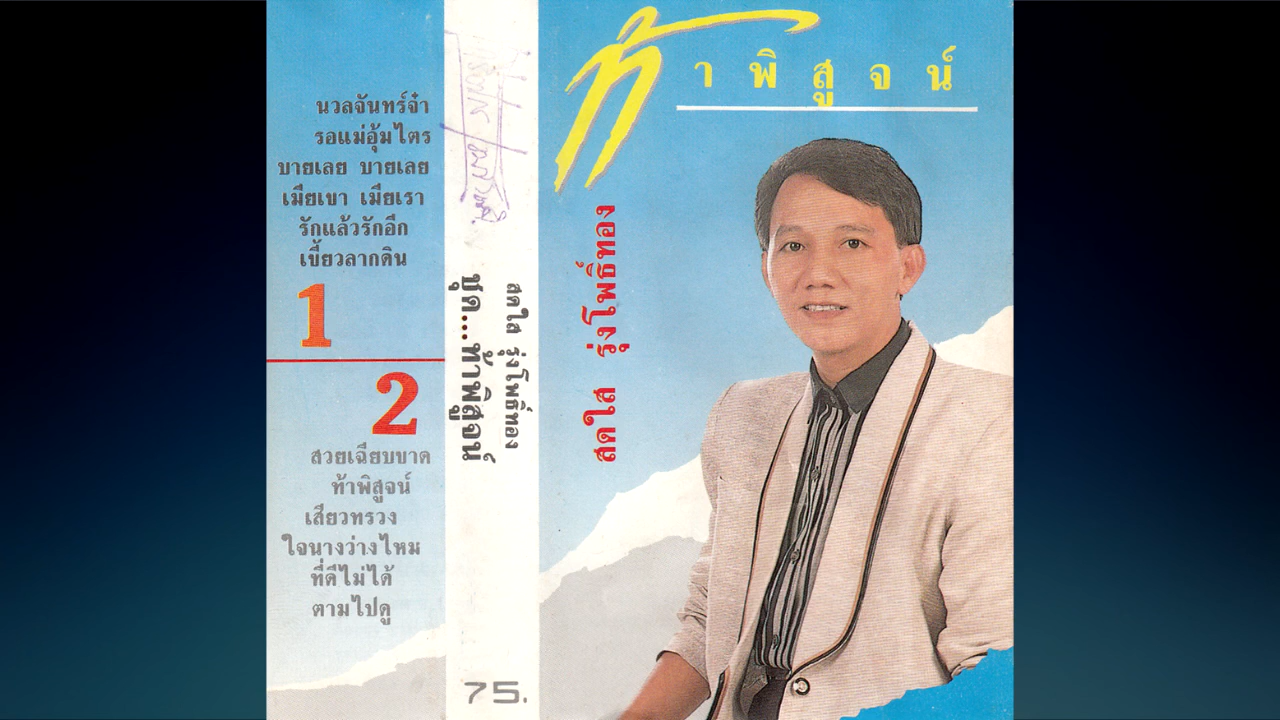 นวลจันทร์จ๋า
รอแม่อุ้มไตร
บายเลย บายเลย
เมียเขา เมียเรา
รักแล้วรักอีก
เขี้ยวลากดิน
1
2
สวยเฉียบขาด
ท้าพิสูจน์
เสียวทรวง
ใจนางว่างไหม
ที่ดีไม่ได้
ตามไปดู
สดใส รุ่งโพธิ์ทอง
ชุด...ท้าพิสูจน์
75.
ท้าพิสูจน์
สดใส รุ่งโพธิ์ทอง